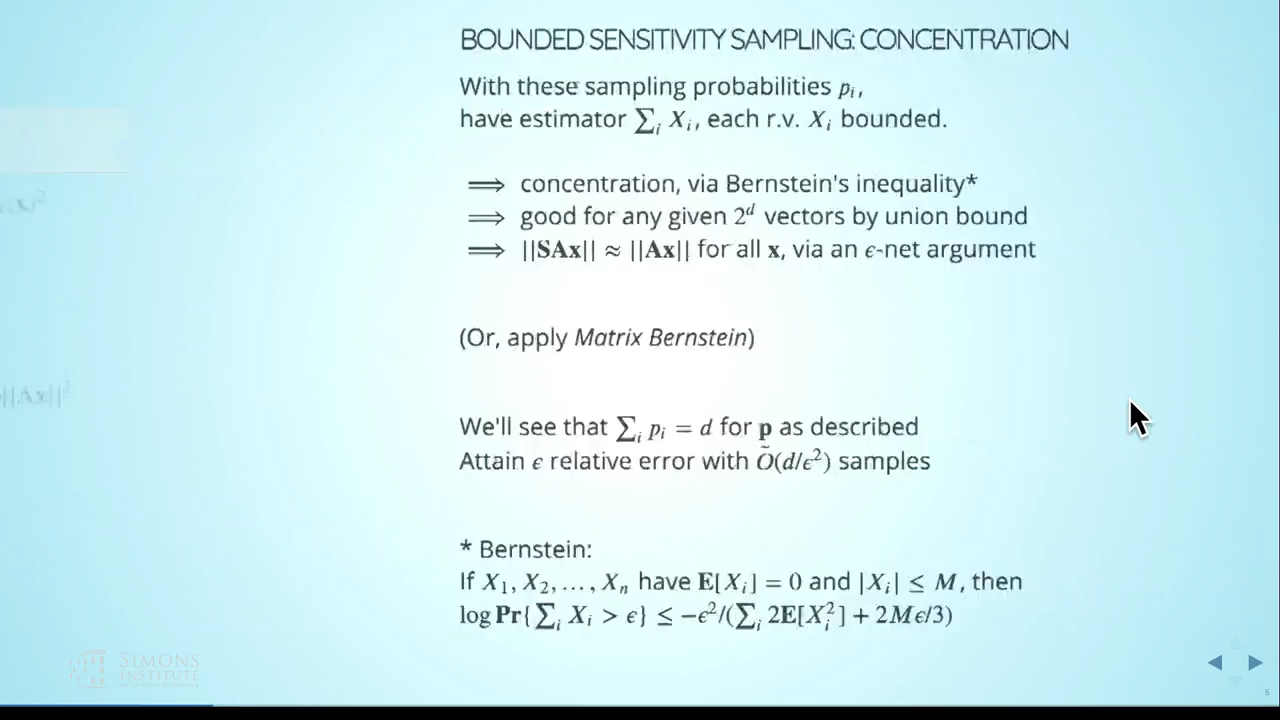 BOUNDED SENSITIVITY SAMPLING: CONCENTRATION
With these sampling probabilities pᵢ,
have estimator ∑ᵢ Xᵢ, each r.v. Xᵢ bounded.
⟹ concentration, via Bernstein's inequality*
⟹ good for any given 2ᵈ vectors by union bound
⟹ ||SAx|| ≈ ||Ax|| for all x, via an ϵ-net argument
(Or, apply Matrix Bernstein)
||Ax||²
We'll see that ∑ᵢ pᵢ = d for p as described
Attain ϵ relative error with Õ(d/ϵ²) samples
* Bernstein:
If X₁, X₂, …, Xₙ have E[Xᵢ] = 0 and |Xᵢ| ≤ M, then
log Pr{∑ᵢ Xᵢ > ϵ} ≤ −ϵ²/(∑ᵢ 2E[Xᵢ²] + 2Mϵ/3)
SIMONS
INSTITUTE
6